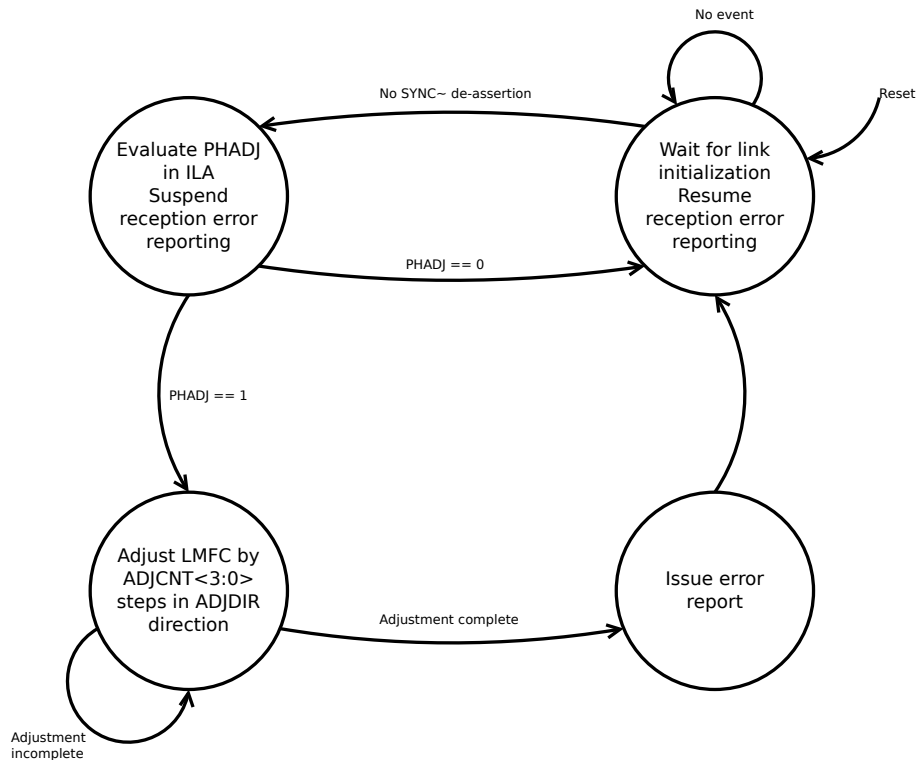 No event
No SYNC~ de-assertion
Reset
Evaluate PHADJ
in ILA
Suspend
reception error
reporting
Wait for link
initialization
Resume
reception error
reporting
PHADJ == 0
PHADJ == 1
Adjust LMFC by
ADJCNT<3:0>
steps in ADJDIR
direction
Issue error
report
Adjustment complete
Adjustment
incomplete